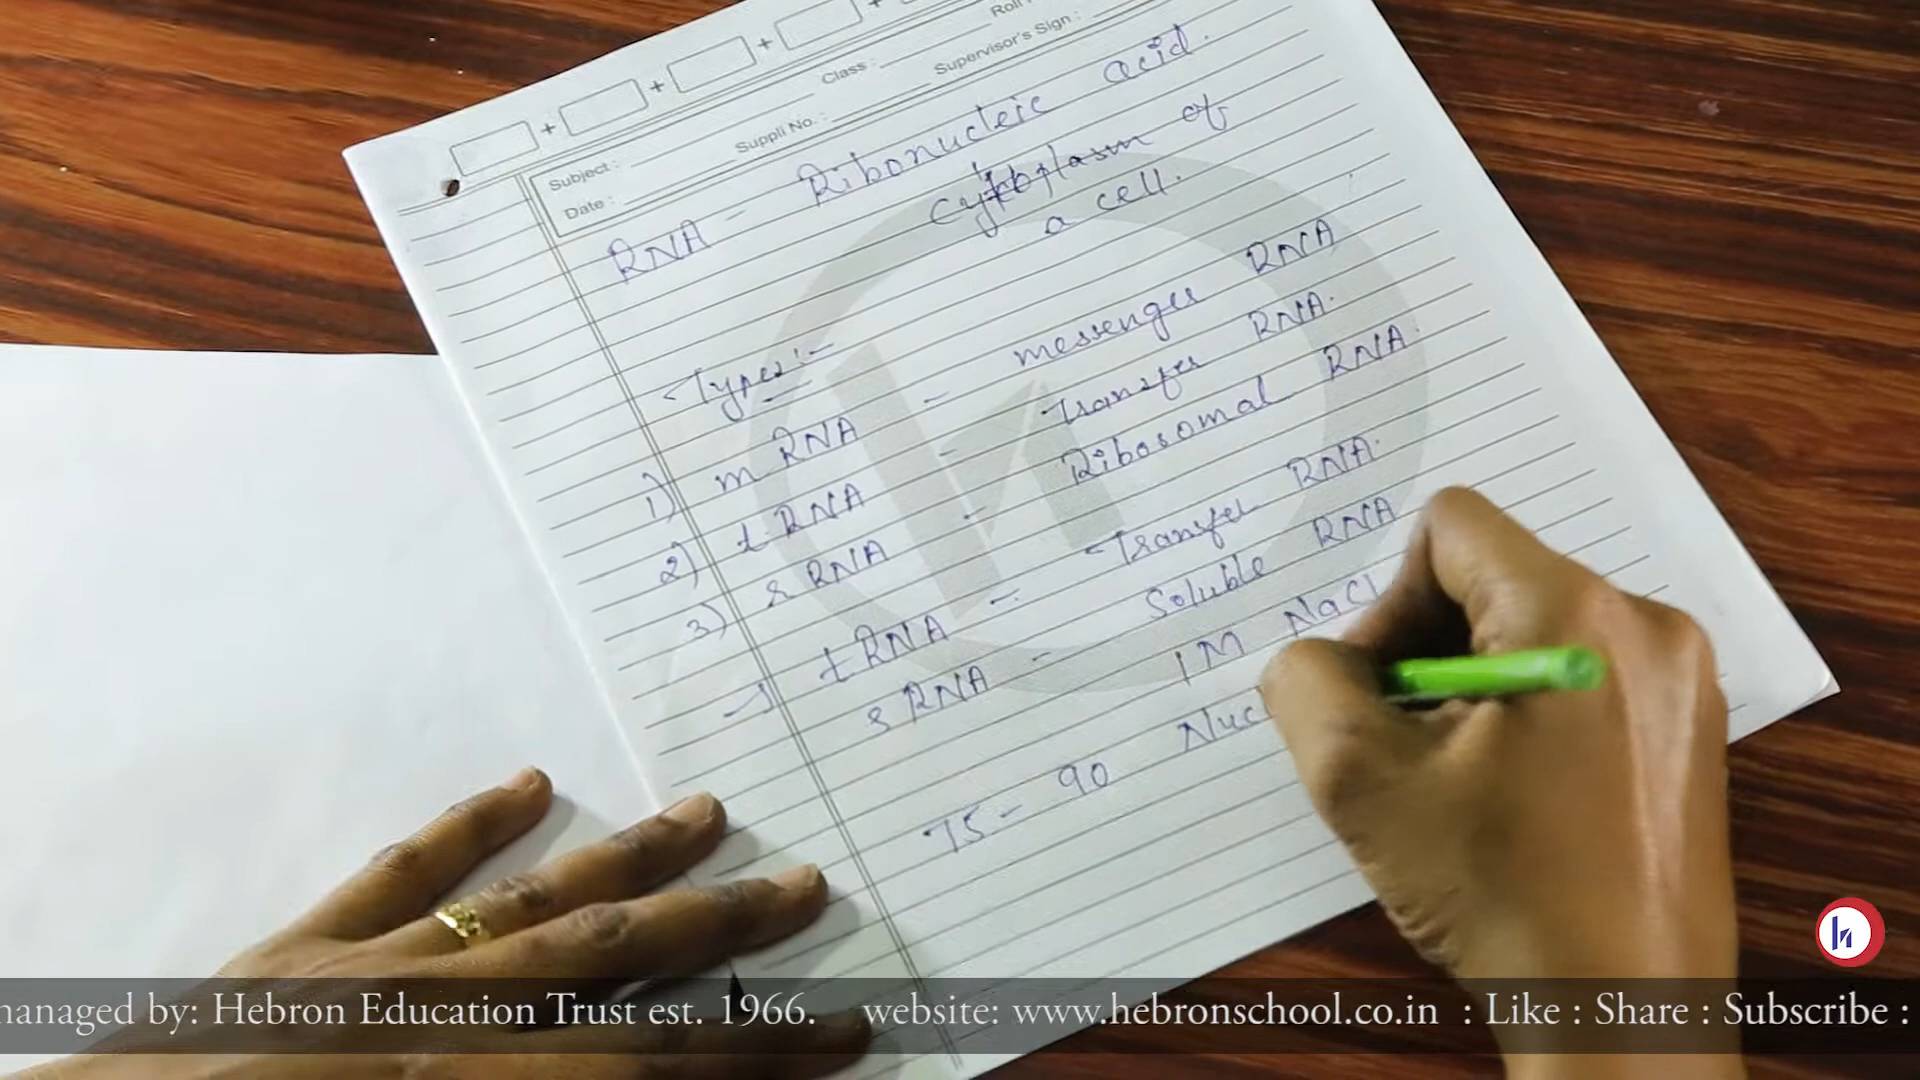 + + + +
Roll
Class :
Supervisor's Sign :
Subject :
Suppli No. :
Date :
RNA - Ribonucleic acid.
Cytoplasm of
a cell.
Types :-
1) m RNA - messenger RNA
2) t RNA - Transfer RNA.
3) r RNA - Ribosomal RNA.
t RNA - Transfer RNA.
s RNA - Soluble RNA
1 M NaCl
75 - 90 Nucl
managed by: Hebron Education Trust est. 1966. website: www.hebronschool.co.in : Like : Share : Subscribe :